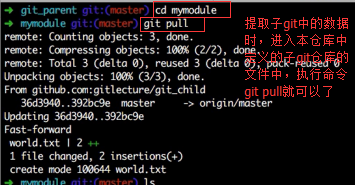 → git_parent git:(master) cd mymodule
→ mymodule git:(master) git pull
remote: Counting objects: 3, done.
remote: Compressing objects: 100% (2/2), done.
remote: Total 3 (delta 0), reused 3 (delta 0), pack-reused 0
Unpacking objects: 100% (3/3), done.
From github.com:gitlecture/git_child
36d3940..392bc9e master -> origin/master
Updating 36d3940..392bc9e
Fast-forward
world.txt | 2 ++
1 file changed, 2 insertions(+)
create mode 100644 world.txt
→ mymodule git:(master) ls
提取子git中的数据
时，进入本仓库中
定义的子git仓库的
文件中，执行命令
git pull就可以了